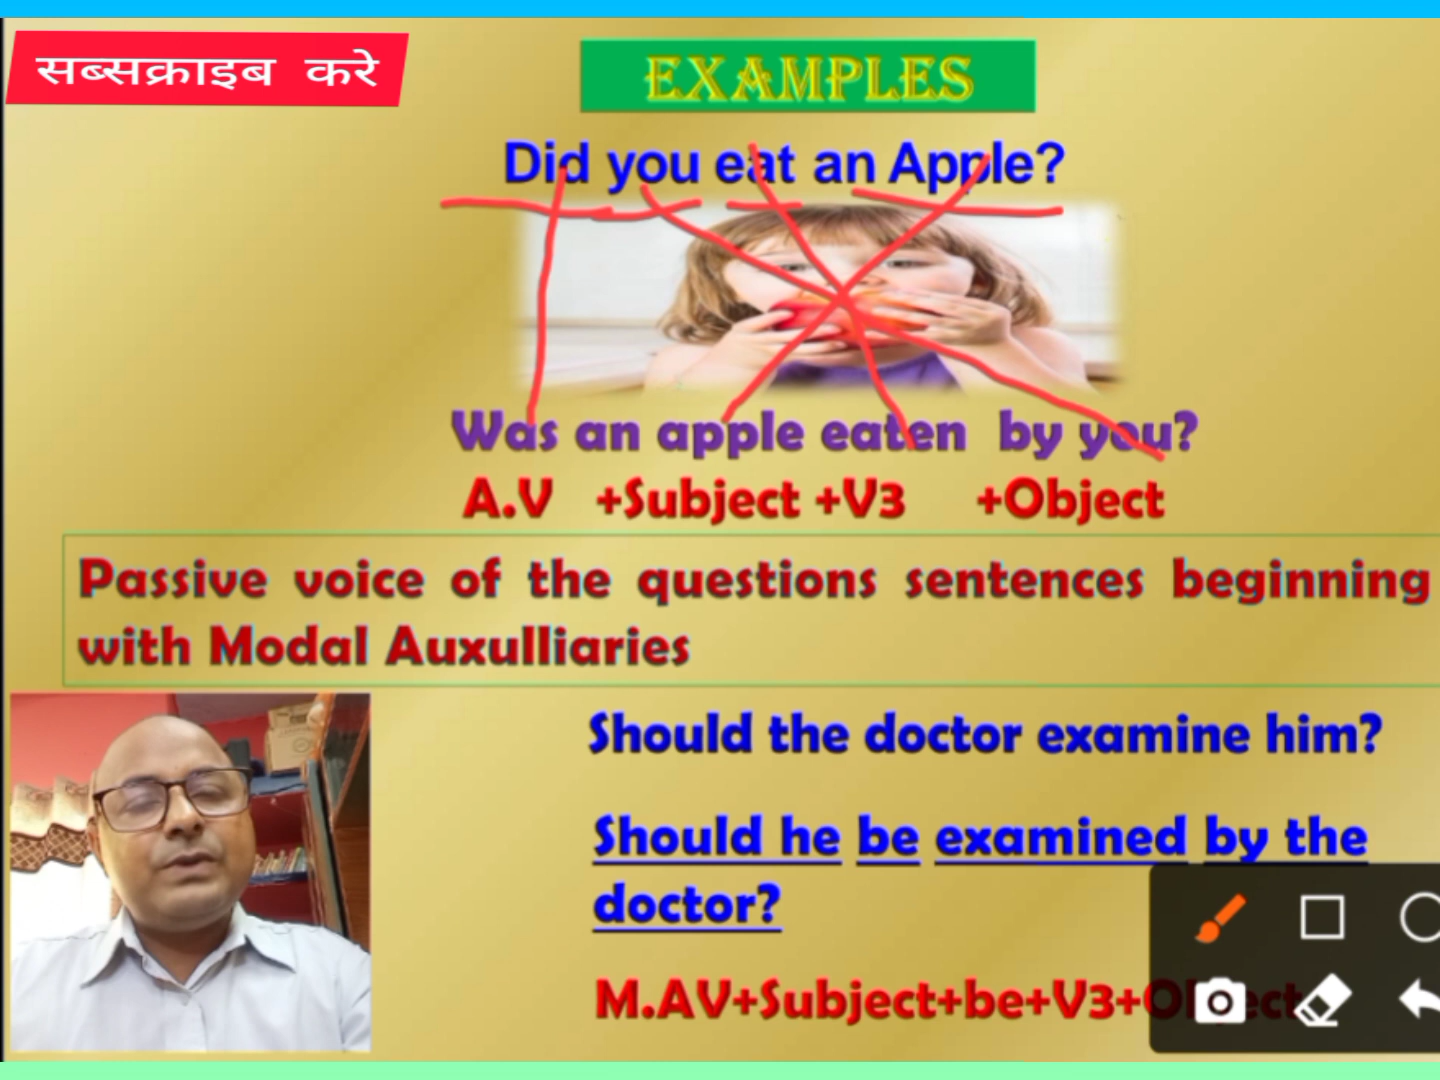 सब्सक्राइब करे
EXAMPLES
Did you eat an Apple?
Was an apple eaten by you?
A.V +Subject +V3 +Object
Passive voice of the questions sentences beginning
with Modal Auxulliaries
Should the doctor examine him?
Should he be examined by the
doctor?
M.AV+Subject+be+V3+Object